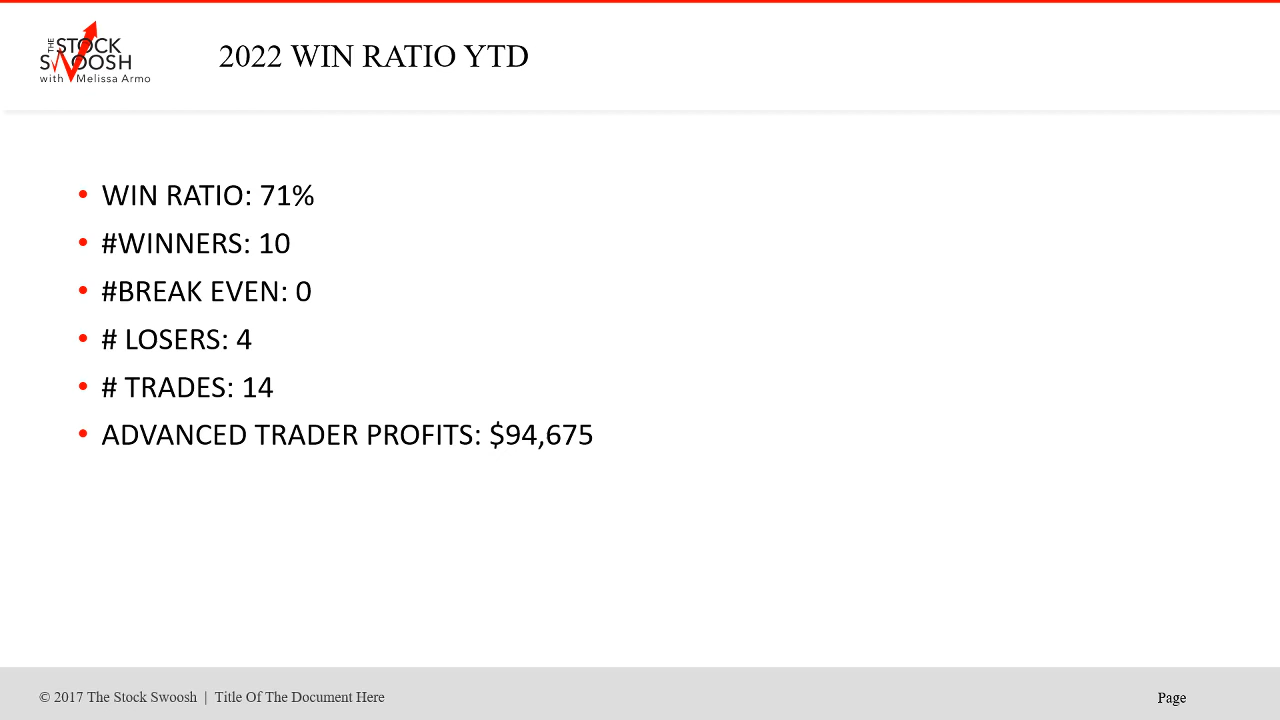 THE STOCK
SWOOSH
with Melissa Armo
2022 WIN RATIO YTD
• WIN RATIO: 71%
• #WINNERS: 10
• #BREAK EVEN: 0
• # LOSERS: 4
• # TRADES: 14
• ADVANCED TRADER PROFITS: $94,675
© 2017 The Stock Swoosh | Title Of The Document Here
Page